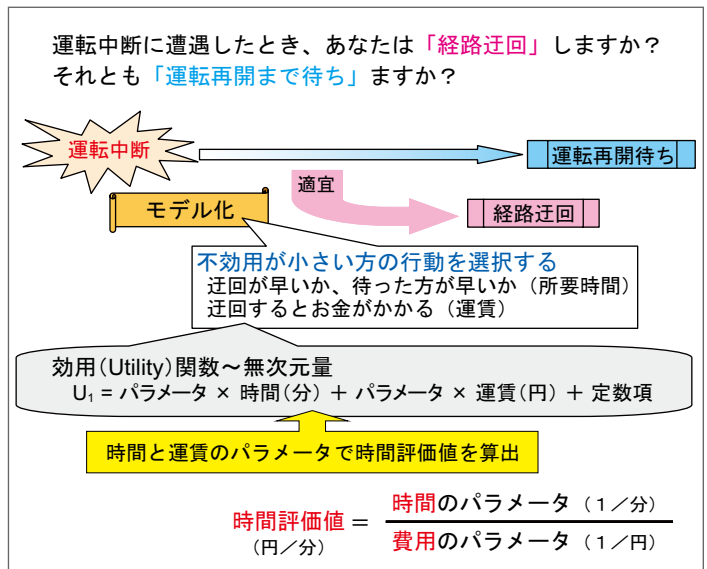 運転中断に遭遇したとき、あなたは「経路迂回」しますか？
それとも「運転再開まで待ち」ますか？
運転中断
運転再開待ち
適宜
経路迂回
モデル化
不効用が小さい方の行動を選択する
迂回が早いか、待った方が早いか（所要時間）
迂回するとお金がかかる（運賃）
効用（Utility）関数～無次元量
U₁ = パラメータ × 時間（分）＋ パラメータ × 運賃（円）＋ 定数項
時間と運賃のパラメータで時間評価値を算出
時間のパラメータ（１／分）
時間評価値 ＝
（円／分）
費用のパラメータ（１／円）